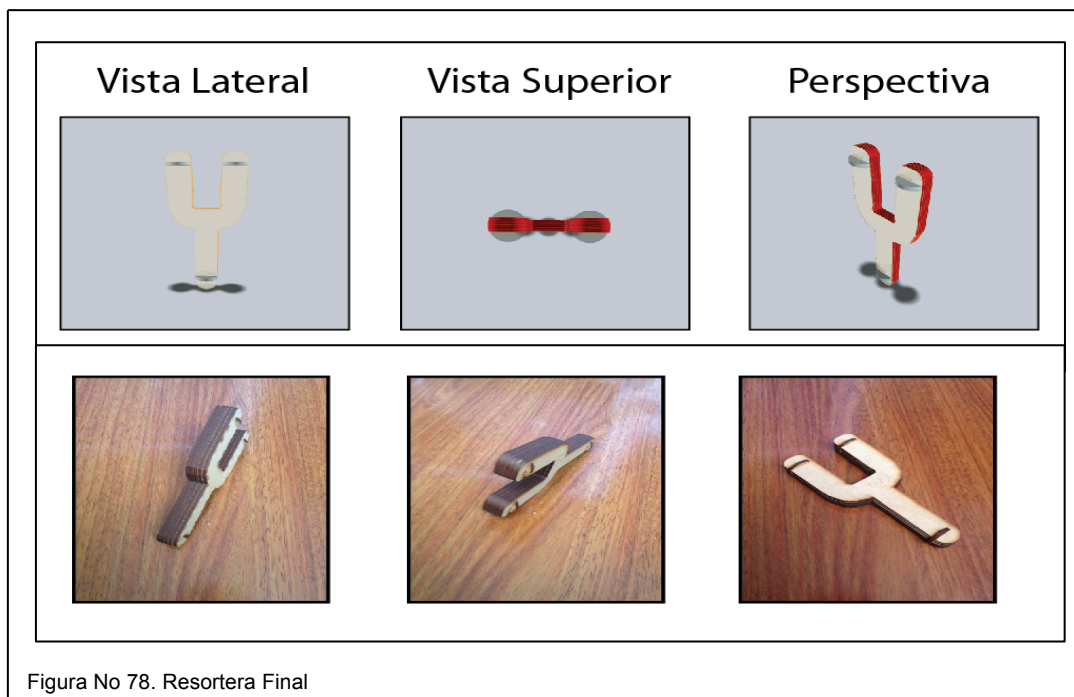 Vista Lateral
Vista Superior
Perspectiva
Figura No 78. Resortera Final